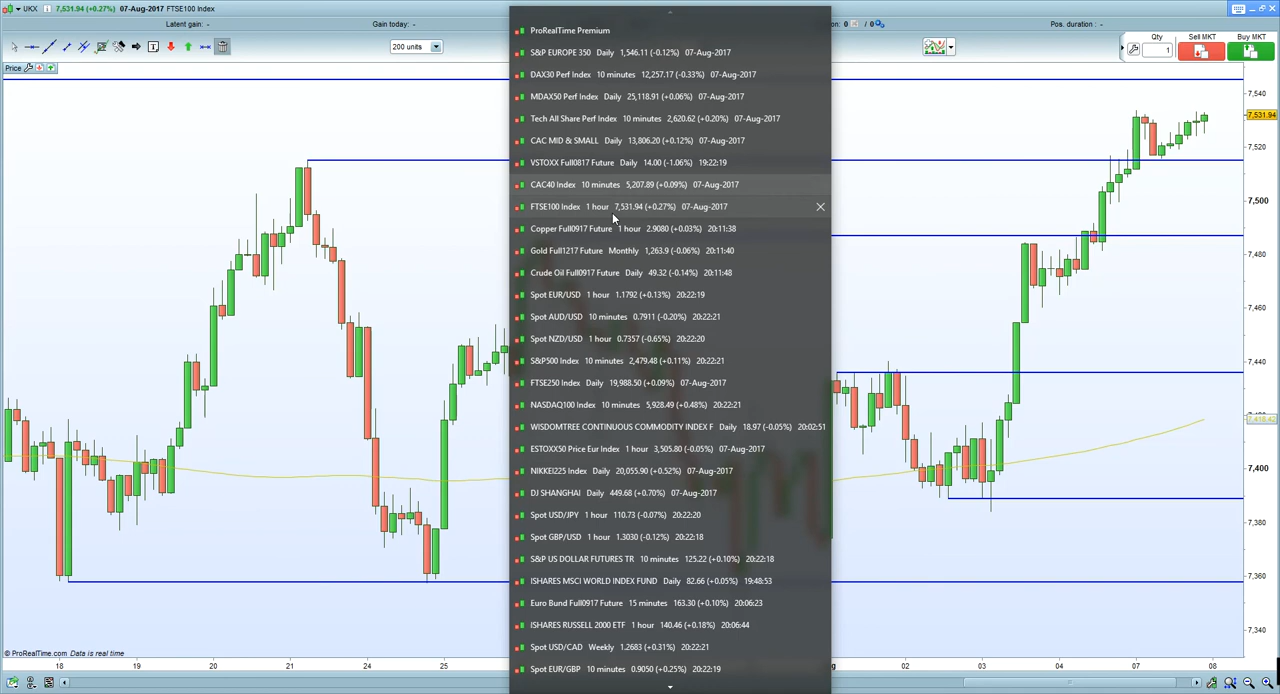 UKX 7,531.94 (+0.27%) 07-Aug-2017 FTSE100 Index
Latent gain: -
Gain today: -
Pos. duration: -
200 units
Qty
1
Sell MKT
Buy MKT
Price
ProRealTime Premium
S&P EUROPE 350 Daily 1,546.11 (-0.12%) 07-Aug-2017
DAX30 Perf Index 10 minutes 12,257.17 (-0.33%) 07-Aug-2017
MDAX50 Perf Index Daily 25,118.91 (+0.06%) 07-Aug-2017
Tech All Share Perf Index 10 minutes 2,620.62 (+0.20%) 07-Aug-2017
CAC MID & SMALL Daily 13,806.20 (+0.12%) 07-Aug-2017
VSTOXX Full0817 Future Daily 14.00 (-1.06%) 19:22:19
CAC40 Index 10 minutes 5,207.89 (+0.09%) 07-Aug-2017
FTSE100 Index 1 hour 7,531.94 (+0.27%) 07-Aug-2017
Copper Full0917 Future 1 hour 2.9080 (+0.03%) 20:11:38
Gold Full1217 Future Monthly 1,263.9 (-0.06%) 20:11:40
Crude Oil Full0917 Future Daily 49.32 (-0.14%) 20:11:48
Spot EUR/USD 1 hour 1.1792 (+0.13%) 20:22:19
Spot AUD/USD 10 minutes 0.7911 (-0.20%) 20:22:21
Spot NZD/USD 1 hour 0.7357 (-0.65%) 20:22:20
S&P500 Index 10 minutes 2,479.48 (+0.11%) 20:22:21
FTSE250 Index Daily 19,988.50 (+0.09%) 07-Aug-2017
NASDAQ100 Index 10 minutes 5,928.49 (+0.48%) 20:22:21
WISDOMTREE CONTINUOUS COMMODITY INDEX F Daily 18.97 (-0.05%) 20:02:51
ESTOXX50 Price Eur Index 1 hour 3,505.80 (-0.05%) 07-Aug-2017
NIKKEI225 Index Daily 20,055.90 (+0.52%) 07-Aug-2017
DJ SHANGHAI Daily 449.68 (+0.70%) 07-Aug-2017
Spot USD/JPY 1 hour 110.73 (-0.07%) 20:22:20
Spot GBP/USD 1 hour 1.3030 (-0.12%) 20:22:18
S&P US DOLLAR FUTURES TR 10 minutes 125.22 (+0.10%) 20:22:18
ISHARES MSCI WORLD INDEX FUND Daily 82.66 (+0.05%) 19:48:53
Euro Bund Full0917 Future 15 minutes 163.30 (+0.10%) 20:06:23
ISHARES RUSSELL 2000 ETF 1 hour 140.46 (+0.18%) 20:06:44
Spot USD/CAD Weekly 1.2683 (+0.31%) 20:22:21
Spot EUR/GBP 10 minutes 0.9050 (+0.25%) 20:22:19
7,540
7,531.94
7,520
7,500
7,480
7,460
7,440
7,400
7,380
7,360
7,340
© ProRealTime.com Data is real time
18 19 20 21 24 25 02 03 04 07 08